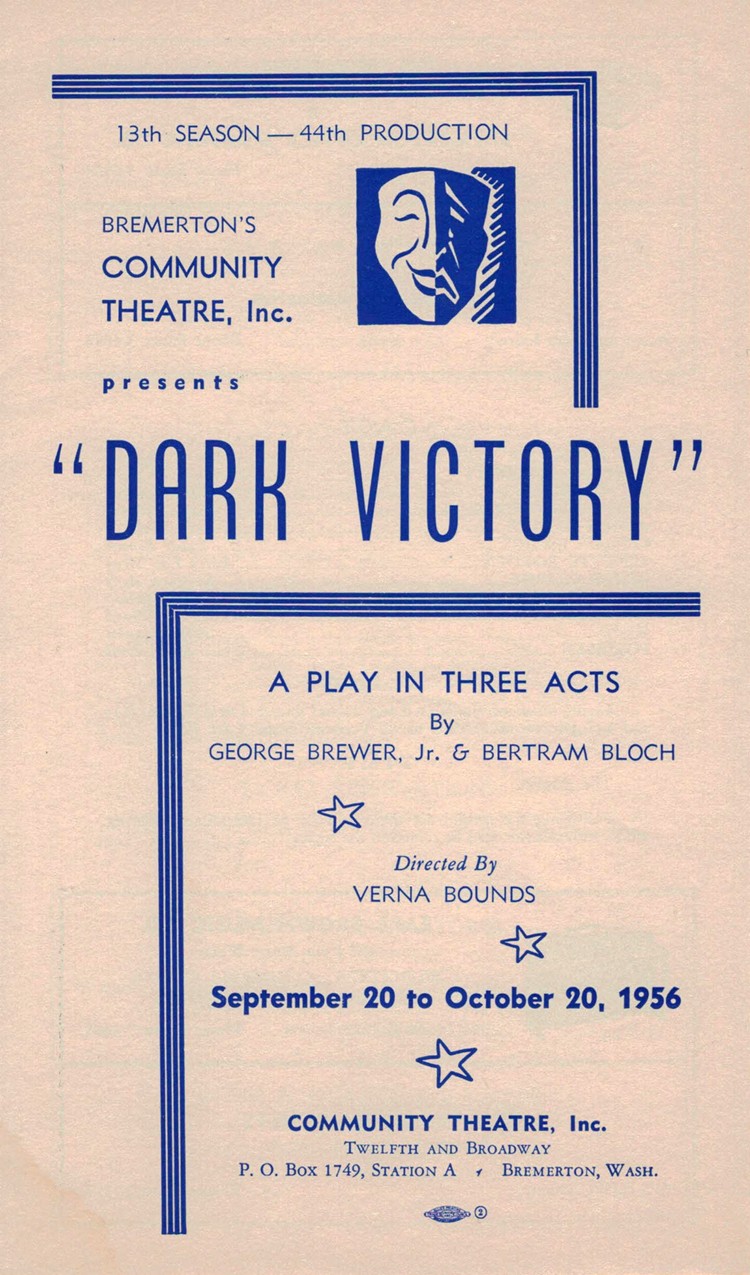 13th SEASON — 44th PRODUCTION
BREMERTON'S
COMMUNITY
THEATRE, Inc.
presents
"DARK VICTORY"
A PLAY IN THREE ACTS
By
GEORGE BREWER, Jr. & BERTRAM BLOCH
Directed By
VERNA BOUNDS
September 20 to October 20, 1956
COMMUNITY THEATRE, Inc.
TWELFTH AND BROADWAY
P. O. BOX 1749, STATION A BREMERTON, WASH.
2